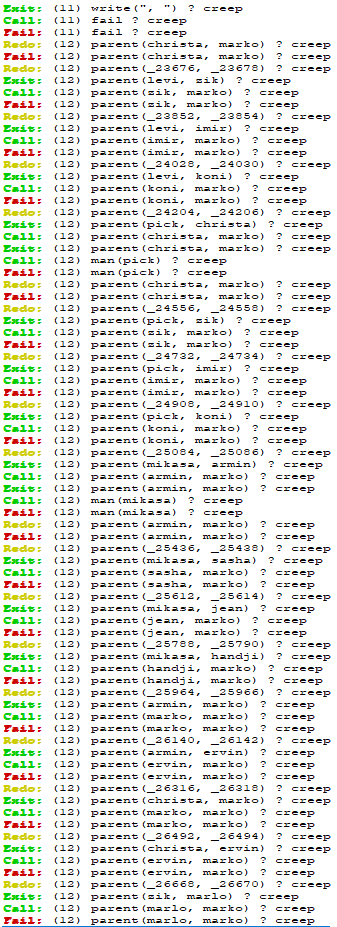 Exit: (11) write(", ") ? creep
Call: (11) fail ? creep
Fail: (11) fail ? creep
Redo: (12) parent(christa, marko) ? creep
Fail: (12) parent(christa, marko) ? creep
Redo: (12) parent(_23676, _23678) ? creep
Exit: (12) parent(levi, zik) ? creep
Call: (12) parent(zik, marko) ? creep
Fail: (12) parent(zik, marko) ? creep
Redo: (12) parent(_23852, _23854) ? creep
Exit: (12) parent(levi, imir) ? creep
Call: (12) parent(imir, marko) ? creep
Fail: (12) parent(imir, marko) ? creep
Redo: (12) parent(_24028, _24030) ? creep
Exit: (12) parent(levi, koni) ? creep
Call: (12) parent(koni, marko) ? creep
Fail: (12) parent(koni, marko) ? creep
Redo: (12) parent(_24204, _24206) ? creep
Exit: (12) parent(pick, christa) ? creep
Call: (12) parent(christa, marko) ? creep
Exit: (12) parent(christa, marko) ? creep
Call: (12) man(pick) ? creep
Fail: (12) man(pick) ? creep
Redo: (12) parent(christa, marko) ? creep
Fail: (12) parent(christa, marko) ? creep
Redo: (12) parent(_24556, _24558) ? creep
Exit: (12) parent(pick, zik) ? creep
Call: (12) parent(zik, marko) ? creep
Fail: (12) parent(zik, marko) ? creep
Redo: (12) parent(_24732, _24734) ? creep
Exit: (12) parent(pick, imir) ? creep
Call: (12) parent(imir, marko) ? creep
Fail: (12) parent(imir, marko) ? creep
Redo: (12) parent(_24908, _24910) ? creep
Exit: (12) parent(pick, koni) ? creep
Call: (12) parent(koni, marko) ? creep
Fail: (12) parent(koni, marko) ? creep
Redo: (12) parent(_25084, _25086) ? creep
Exit: (12) parent(mikasa, armin) ? creep
Call: (12) parent(armin, marko) ? creep
Exit: (12) parent(armin, marko) ? creep
Call: (12) man(mikasa) ? creep
Fail: (12) man(mikasa) ? creep
Redo: (12) parent(armin, marko) ? creep
Fail: (12) parent(armin, marko) ? creep
Redo: (12) parent(_25436, _25438) ? creep
Exit: (12) parent(mikasa, sasha) ? creep
Call: (12) parent(sasha, marko) ? creep
Fail: (12) parent(sasha, marko) ? creep
Redo: (12) parent(_25612, _25614) ? creep
Exit: (12) parent(mikasa, jean) ? creep
Call: (12) parent(jean, marko) ? creep
Fail: (12) parent(jean, marko) ? creep
Redo: (12) parent(_25788, _25790) ? creep
Exit: (12) parent(mikasa, handji) ? creep
Call: (12) parent(handji, marko) ? creep
Fail: (12) parent(handji, marko) ? creep
Redo: (12) parent(_25964, _25966) ? creep
Exit: (12) parent(armin, marko) ? creep
Call: (12) parent(marko, marko) ? creep
Fail: (12) parent(marko, marko) ? creep
Redo: (12) parent(_26140, _26142) ? creep
Exit: (12) parent(armin, ervin) ? creep
Call: (12) parent(ervin, marko) ? creep
Fail: (12) parent(ervin, marko) ? creep
Redo: (12) parent(_26316, _26318) ? creep
Exit: (12) parent(christa, marko) ? creep
Call: (12) parent(marko, marko) ? creep
Fail: (12) parent(marko, marko) ? creep
Redo: (12) parent(_26492, _26494) ? creep
Exit: (12) parent(christa, ervin) ? creep
Call: (12) parent(ervin, marko) ? creep
Fail: (12) parent(ervin, marko) ? creep
Redo: (12) parent(_26668, _26670) ? creep
Exit: (12) parent(zik, marlo) ? creep
Call: (12) parent(marlo, marko) ? creep
Fail: (12) parent(marlo, marko) ? creep